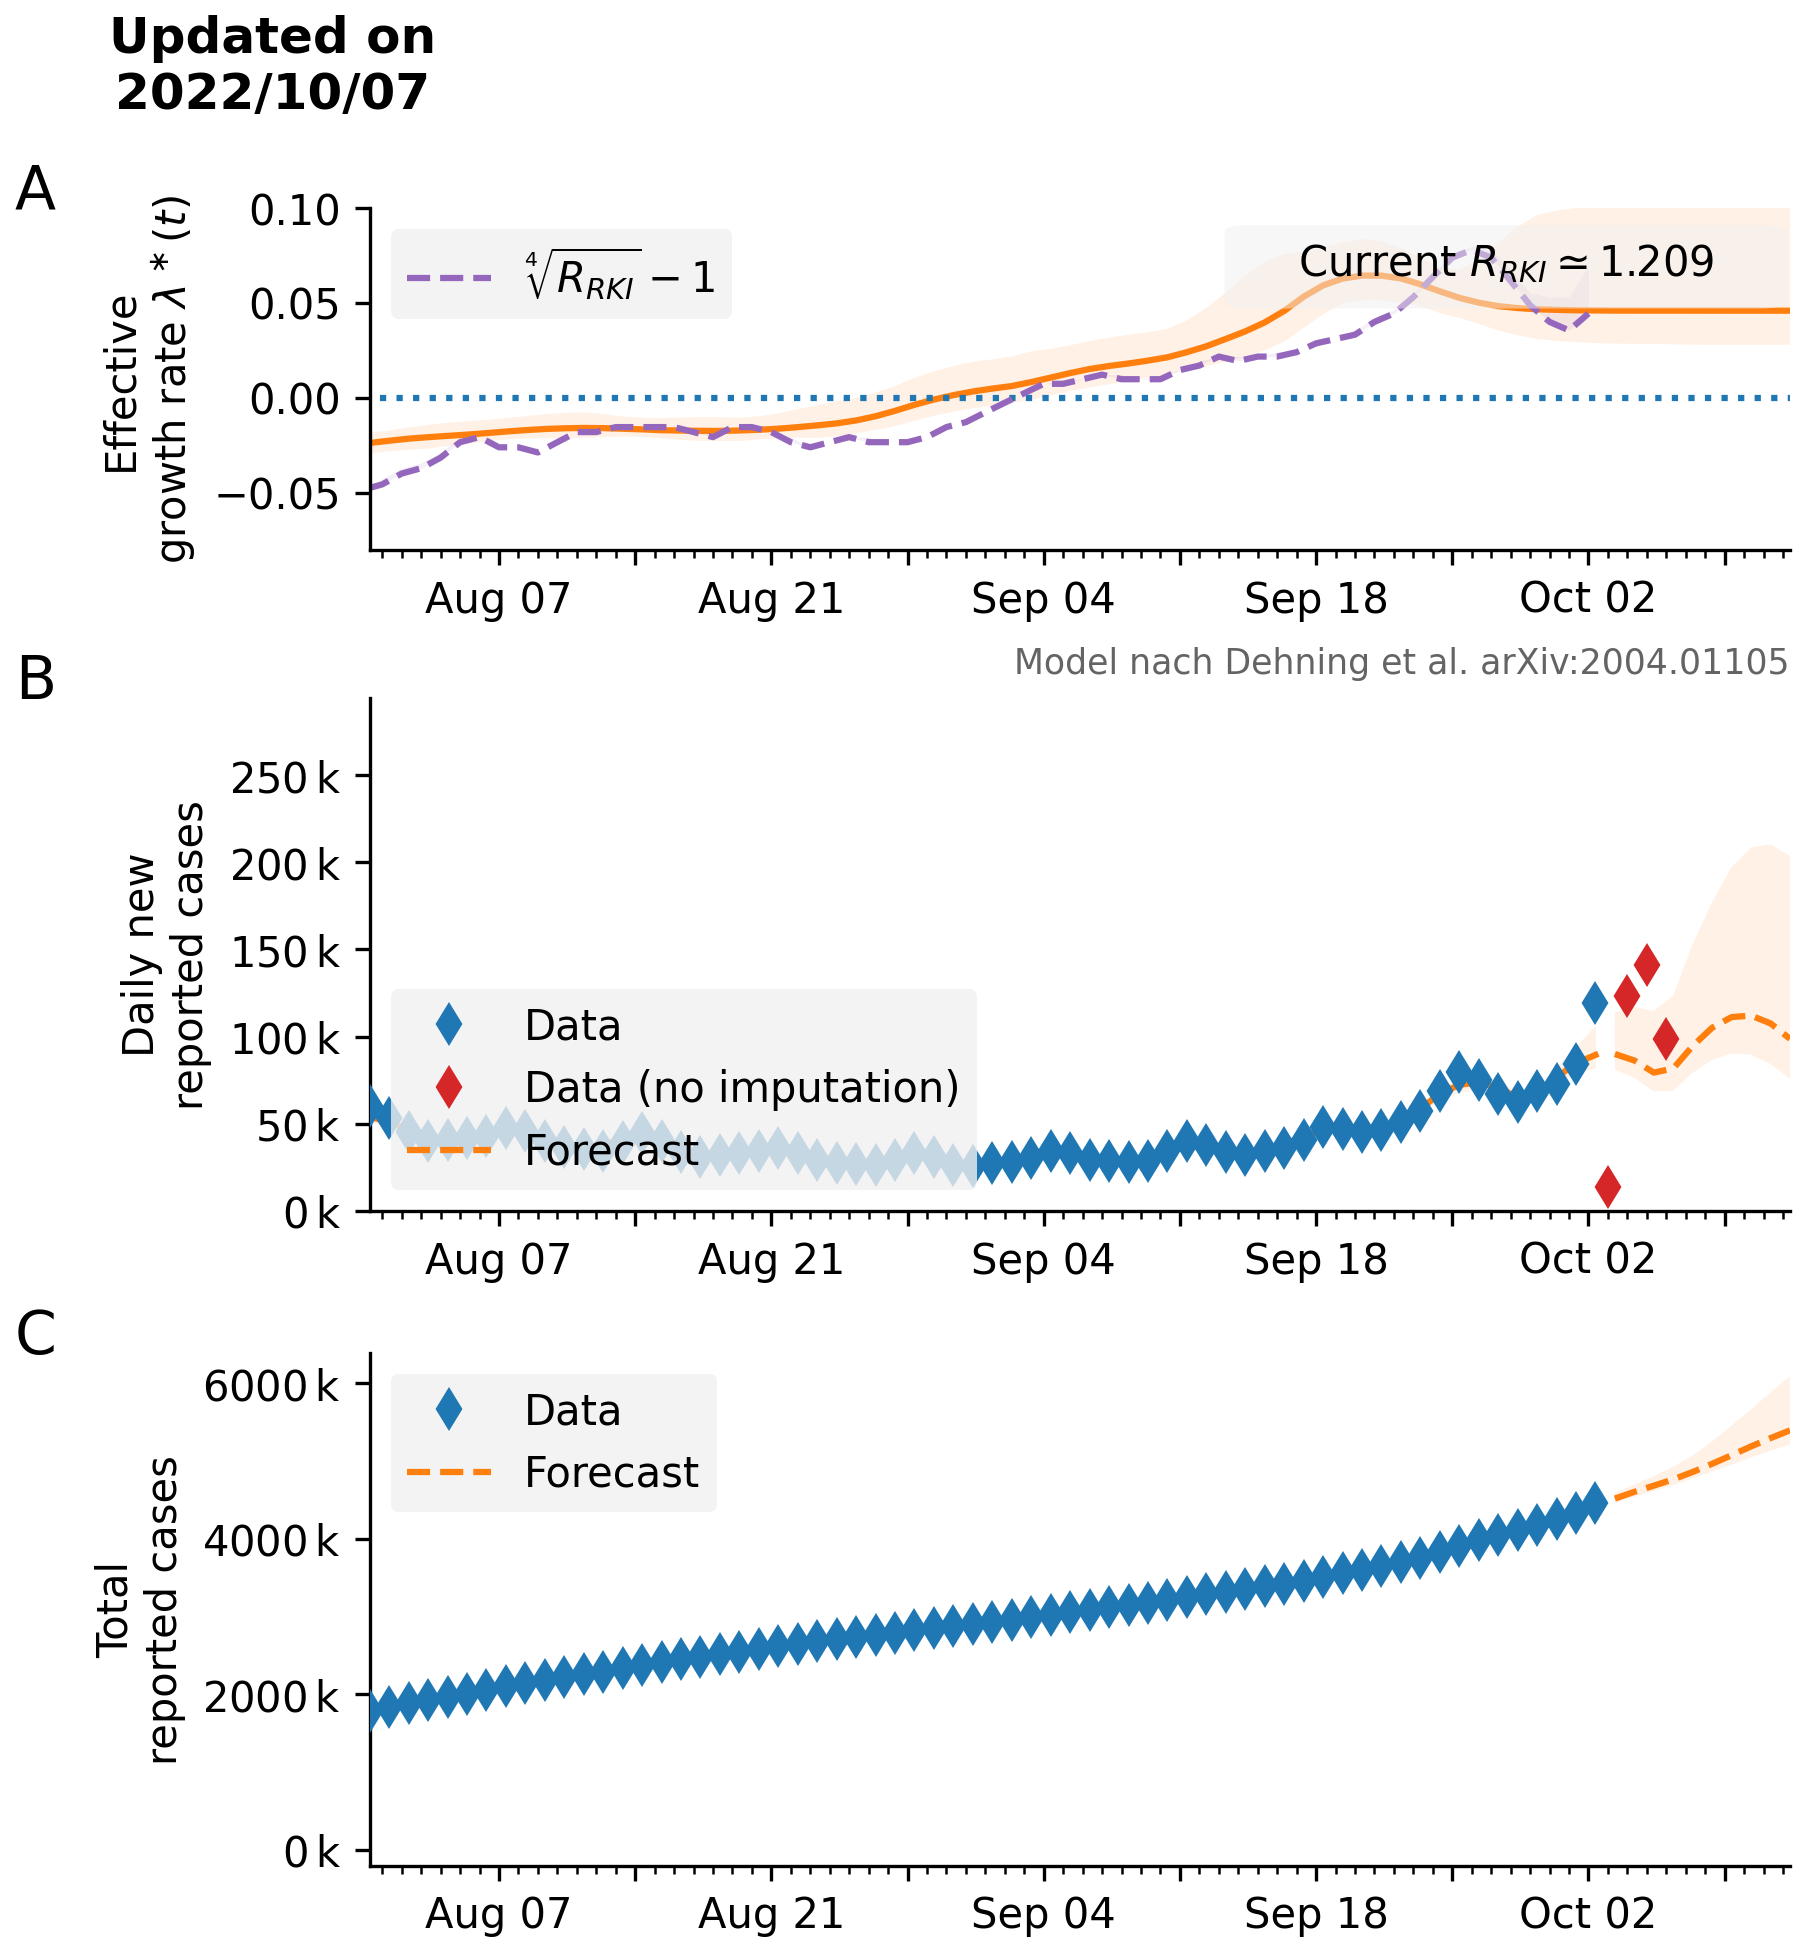 Updated on
2022/10/07
A
Effective
growth rate λ * (t)
0.10
0.05
0.00
−0.05
∜R_RKI − 1
Current R_RKI ≃ 1.209
Aug 07 Aug 21 Sep 04 Sep 18 Oct 02
Model nach Dehning et al. arXiv:2004.01105
B
Daily new
reported cases
250 k
200 k
150 k
100 k
50 k
0 k
Data
Data (no imputation)
Forecast
Aug 07 Aug 21 Sep 04 Sep 18 Oct 02
C
Total
reported cases
6000 k
4000 k
2000 k
0 k
Data
Forecast
Aug 07 Aug 21 Sep 04 Sep 18 Oct 02